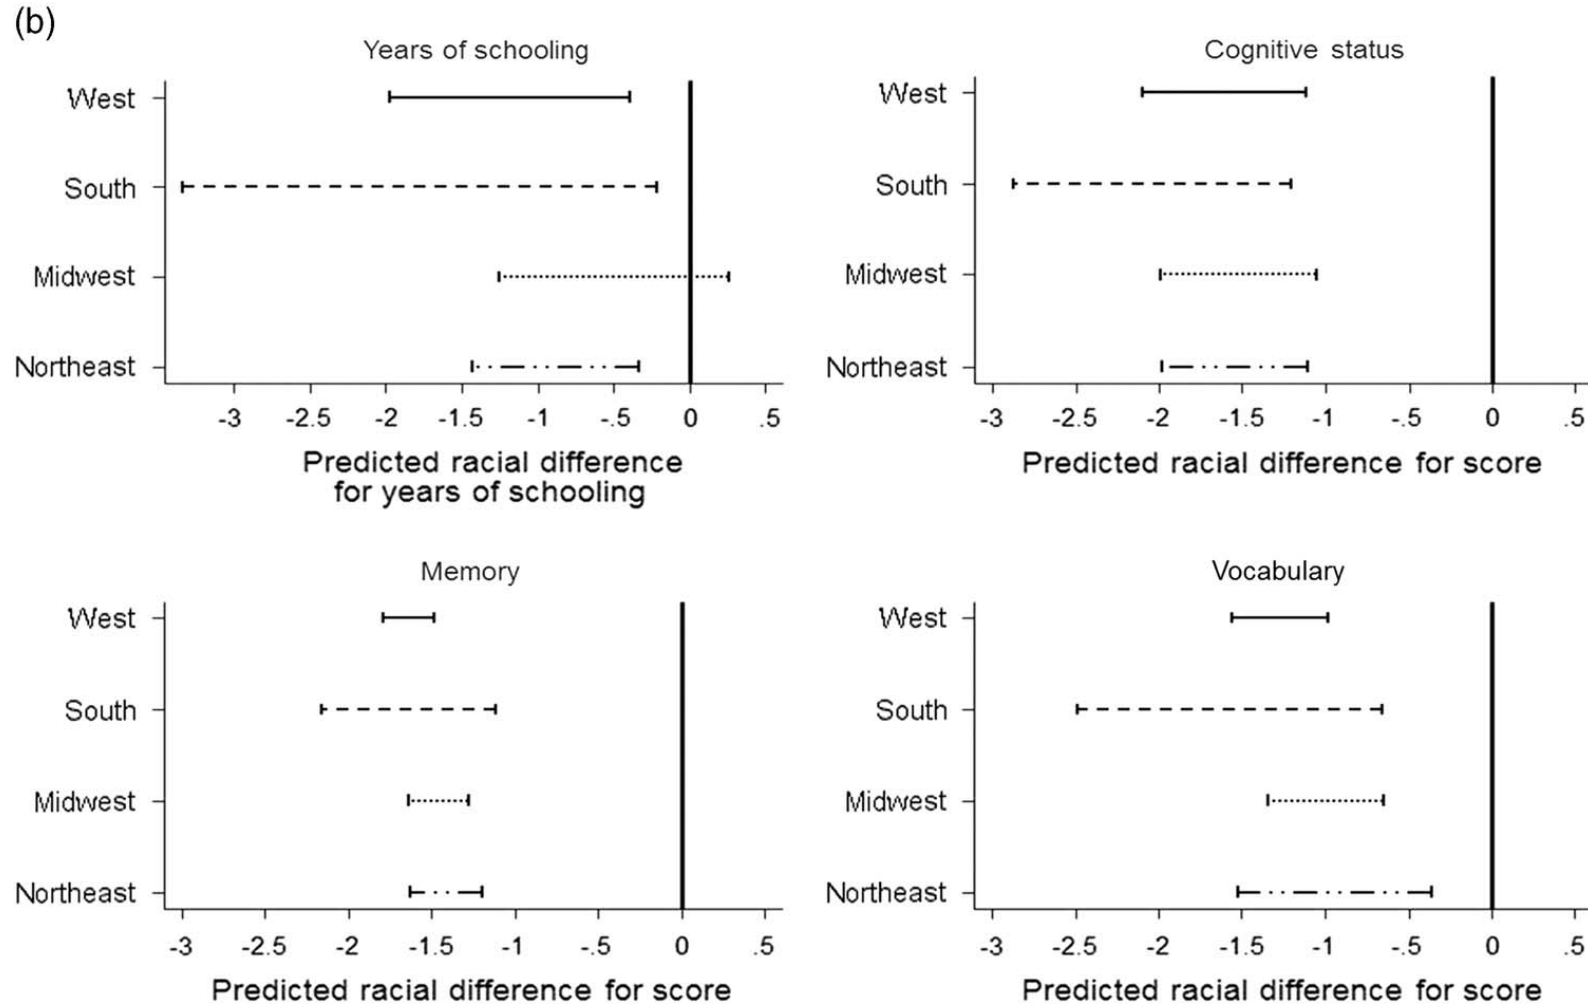 (b)
Years of schooling
West
South
Midwest
Northeast
-3 -2.5 -2 -1.5 -1 -.5 0 .5
Predicted racial difference
for years of schooling
Cognitive status
West
South
Midwest
Northeast
-3 -2.5 -2 -1.5 -1 -.5 0 .5
Predicted racial difference for score
Memory
West
South
Midwest
Northeast
-3 -2.5 -2 -1.5 -1 -.5 0 .5
Predicted racial difference for score
Vocabulary
West
South
Midwest
Northeast
-3 -2.5 -2 -1.5 -1 -.5 0 .5
Predicted racial difference for score